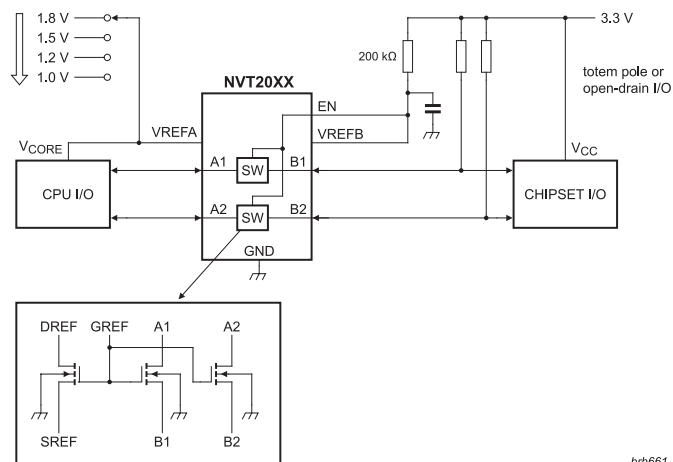 1.8 V
1.5 V
1.2 V
1.0 V
3.3 V
200 kΩ
totem pole or
open-drain I/O
NVT20XX
EN
VREFA
VREFB
VCORE
VCC
A1
SW
B1
CPU I/O
CHIPSET I/O
A2
SW
B2
GND
DREF GREF A1 A2
SREF B1 B2
brb661